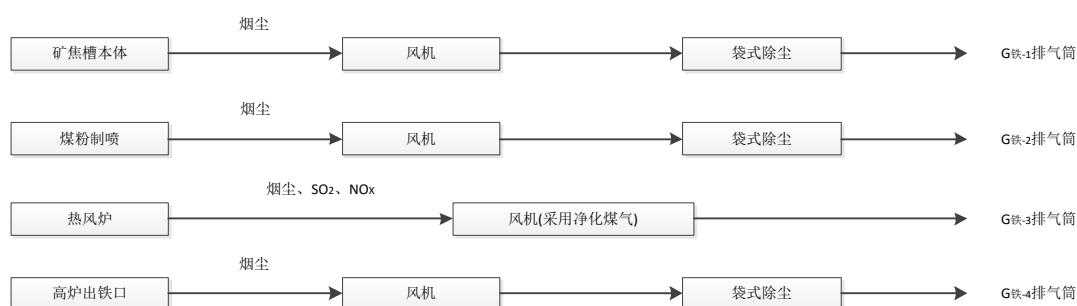 烟尘
矿焦槽本体
风机
袋式除尘
G铁-1排气筒
烟尘
煤粉制喷
风机
袋式除尘
G铁-2排气筒
烟尘、SO2、NOX
热风炉
风机(采用净化煤气)
G铁-3排气筒
烟尘
高炉出铁口
风机
袋式除尘
G铁-4排气筒